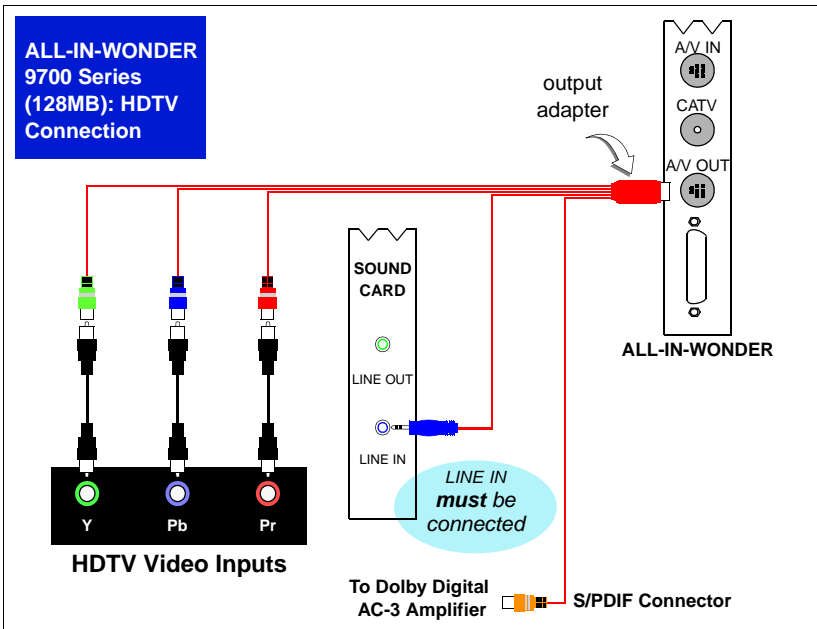 ALL-IN-WONDER
9700 Series
(128MB): HDTV
Connection
output
adapter
A/V IN
CATV
A/V OUT
ALL-IN-WONDER
SOUND
CARD
LINE OUT
LINE IN
LINE IN
must be
connected
Y
Pb
Pr
HDTV Video Inputs
To Dolby Digital
AC-3 Amplifier
S/PDIF Connector